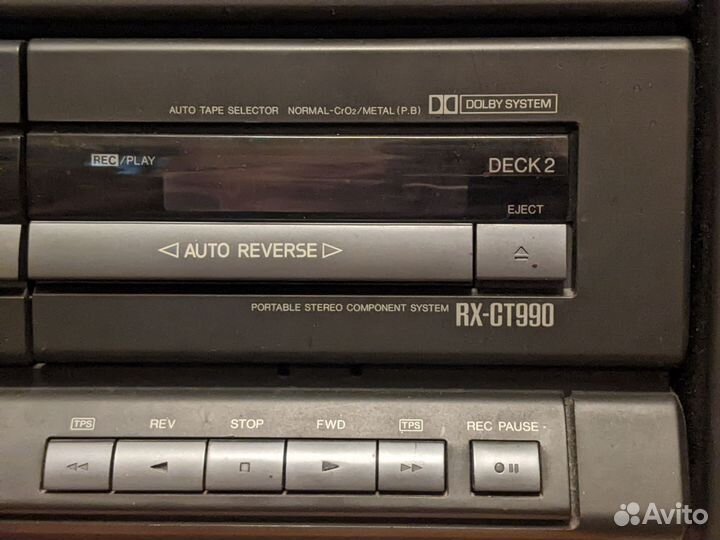 AUTO TAPE SELECTOR NORMAL-CrO2/METAL (P.B) DOLBY SYSTEM
REC/PLAY DECK 2
EJECT
AUTO REVERSE
PORTABLE STEREO COMPONENT SYSTEM RX-CT990
TPS REV STOP FWD TPS REC PAUSE
Avito